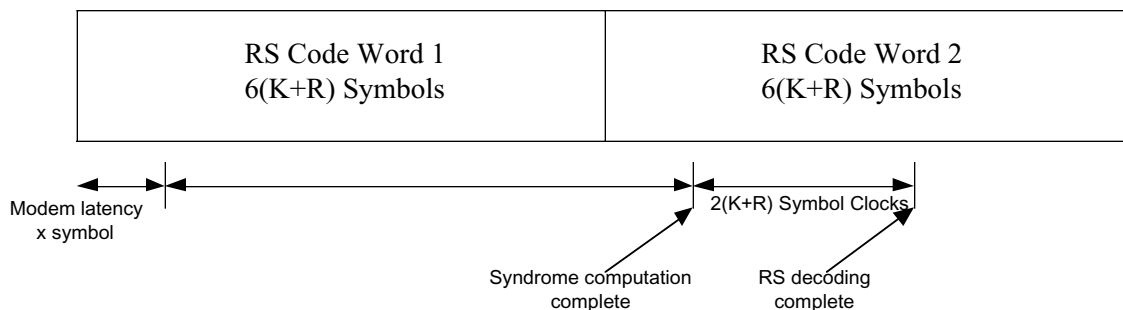 RS Code Word 1
6(K+R) Symbols
RS Code Word 2
6(K+R) Symbols
Modem latency
x symbol
2(K+R) Symbol Clocks
Syndrome computation
complete
RS decoding
complete